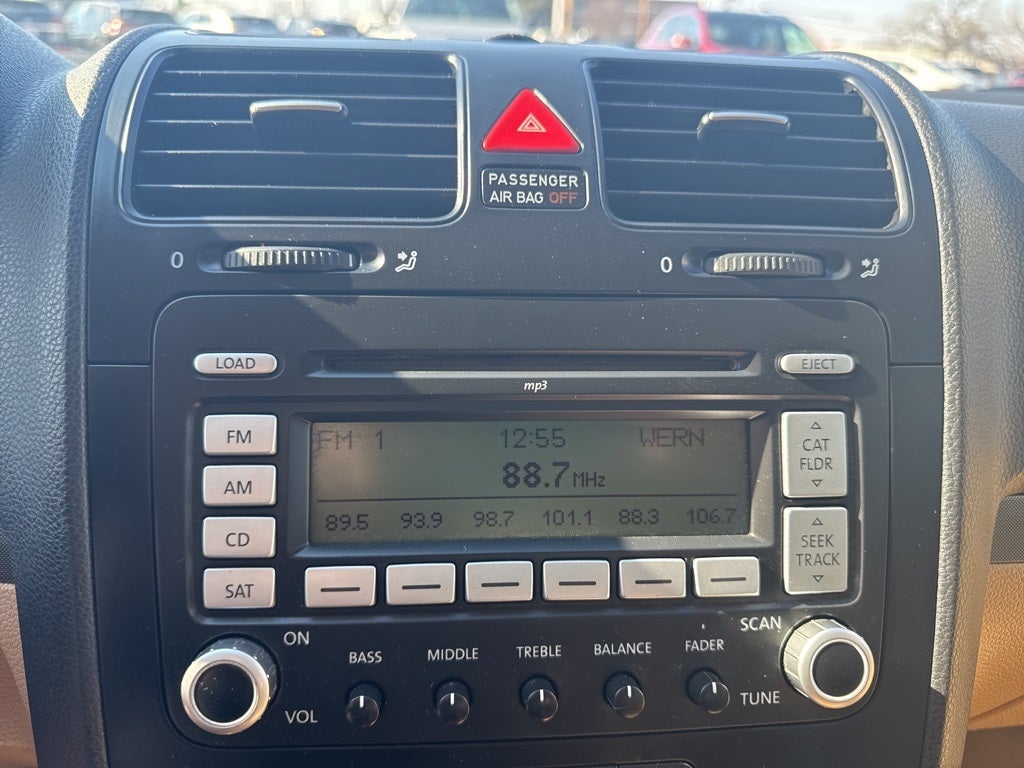 PASSENGER
AIR BAG OFF
0
0
LOAD
EJECT
mp3
FM
AM
CD
SAT
FM 1 12:55 WERN
88.7 MHz
89.5 93.9 98.7 101.1 88.3 106.7
CAT
FLDR
SEEK
TRACK
ON
VOL
BASS
MIDDLE
TREBLE
BALANCE
FADER
SCAN
TUNE